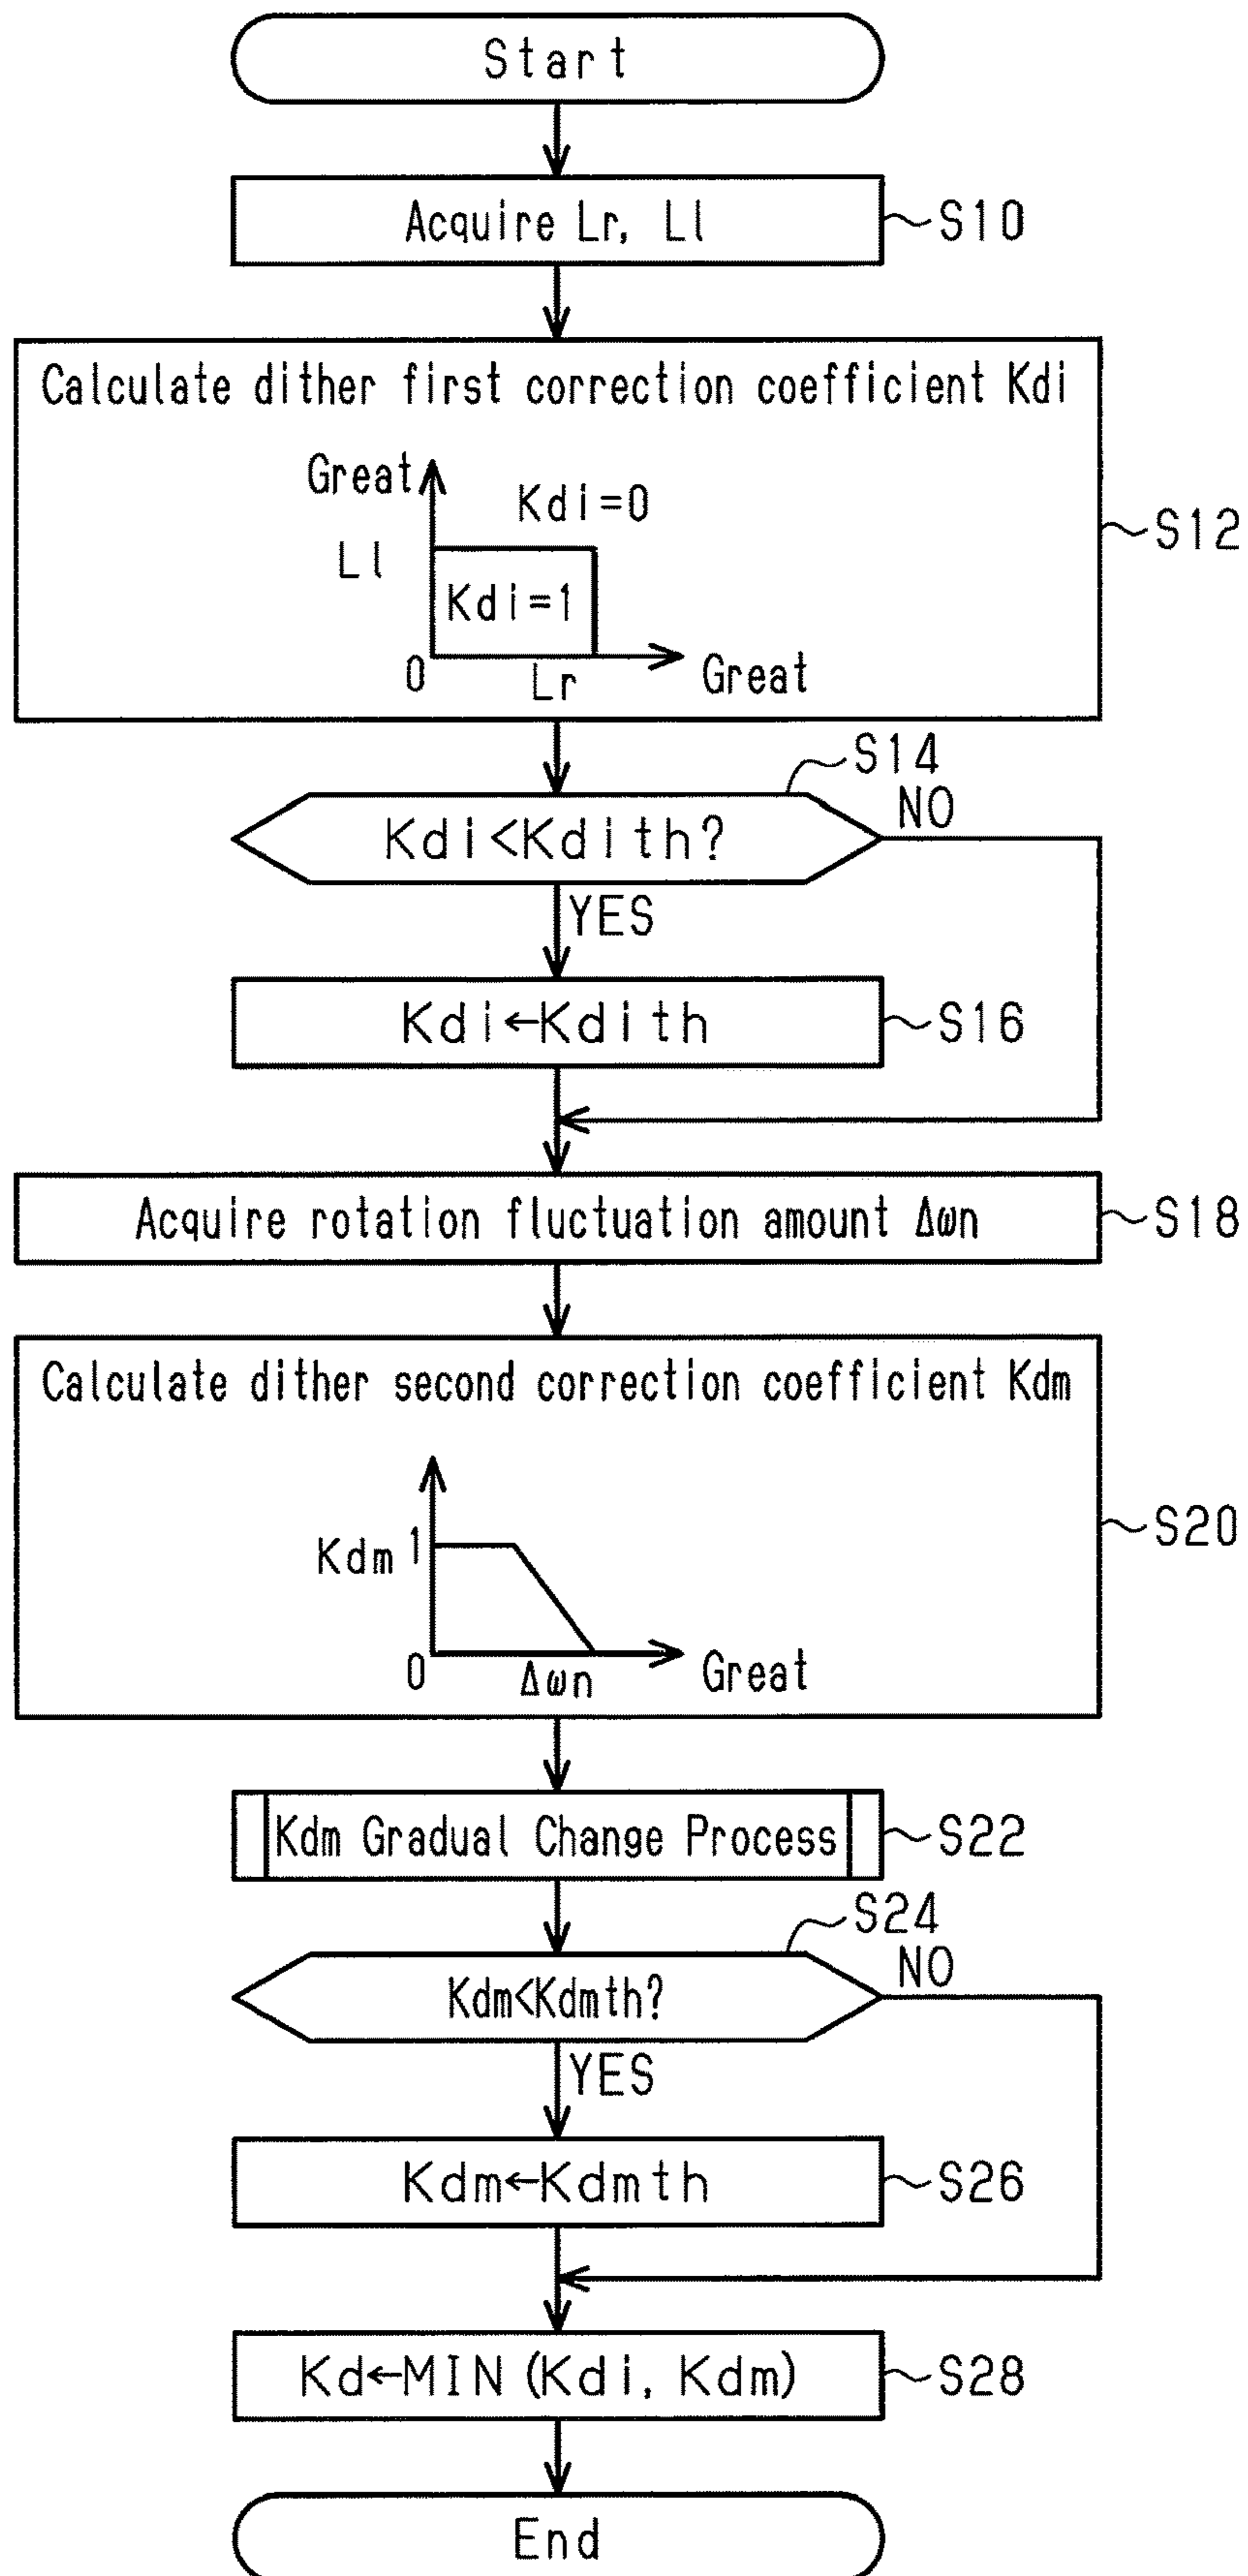 Start
Acquire Lr, Ll
S10
Calculate dither first correction coefficient Kdi
Great
Kdi=0
Ll
Kdi=1
0
Lr
Great
S12
S14
Kdi<Kdith?
NO
YES
Kdi←Kdith
S16
Acquire rotation fluctuation amount Δωn
S18
Calculate dither second correction coefficient Kdm
Kdm 1
0
Δωn
Great
S20
Kdm Gradual Change Process
S22
S24
Kdm<Kdmth?
NO
YES
Kdm←Kdmth
S26
Kd←MIN (Kdi, Kdm)
S28
End